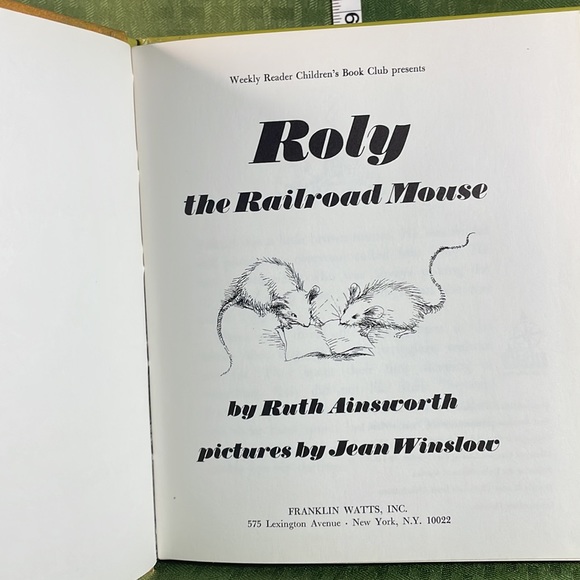 6
Weekly Reader Children's Book Club presents
Roly
the Railroad Mouse
by Ruth Ainsworth
pictures by Jean Winslow
FRANKLIN WATTS, INC.
575 Lexington Avenue · New York, N.Y. 10022